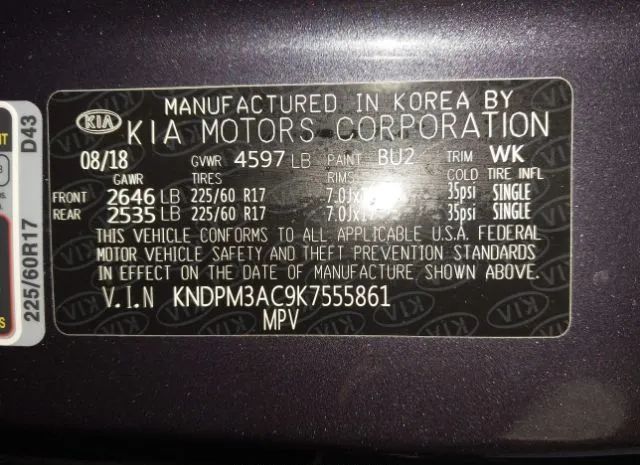 MANUFACTURED IN KOREA BY
KIA KIA MOTORS CORPORATION
08/18 GVWR 4597 LB PAINT BU2 TRIM WK
GAWR TIRES RIMS COLD TIRE INFL
FRONT 2646 LB 225/60 R17 7.0Jx 35psi SINGLE
REAR 2535 LB 225/60 R17 7.0Jx17 35psi SINGLE
THIS VEHICLE CONFORMS TO ALL APPLICABLE U.S.A. FEDERAL
MOTOR VEHICLE SAFETY AND THEFT PREVENTION STANDARDS
IN EFFECT ON THE DATE OF MANUFACTURE SHOWN ABOVE.
V.I.N KNDPM3AC9K7555861
MPV
D43
225/60R17